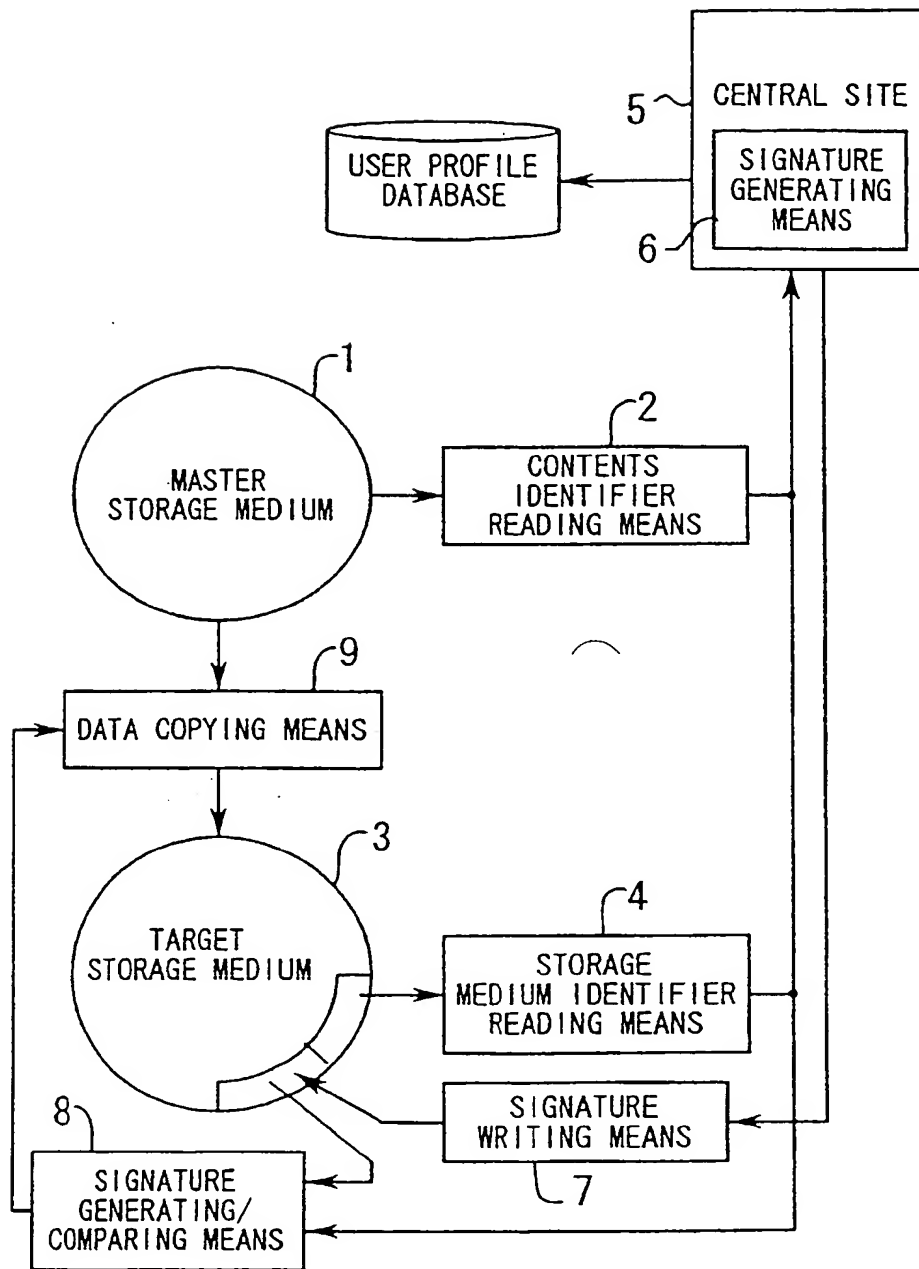 5
CENTRAL SITE
SIGNATURE
GENERATING
MEANS
6
USER PROFILE
DATABASE
1
MASTER
STORAGE MEDIUM
2
CONTENTS
IDENTIFIER
READING MEANS
9
DATA COPYING MEANS
3
TARGET
STORAGE MEDIUM
4
STORAGE
MEDIUM IDENTIFIER
READING MEANS
SIGNATURE
WRITING MEANS
7
8
SIGNATURE
GENERATING/
COMPARING MEANS